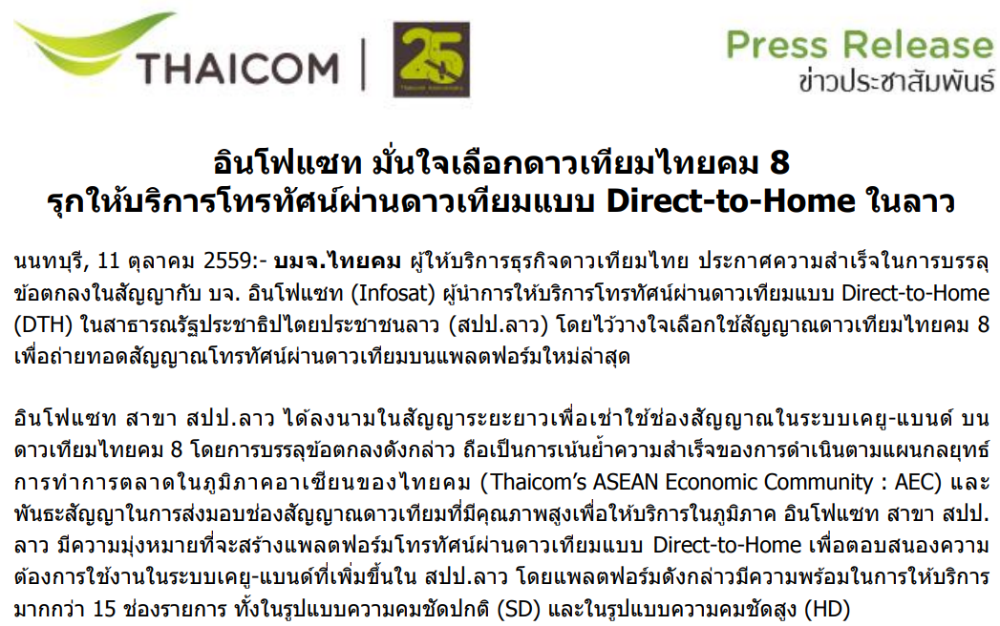 THAICOM
25
Thaicom Anniversary
Press Release
ข่าวประชาสัมพันธ์
อินโฟแซท มั่นใจเลือกดาวเทียมไทยคม 8
รุกให้บริการโทรทัศน์ผ่านดาวเทียมแบบ Direct-to-Home ในลาว
นนทบุรี, 11 ตุลาคม 2559:- บมจ.ไทยคม ผู้ให้บริการธุรกิจดาวเทียมไทย ประกาศความสำเร็จในการบรรลุ
ข้อตกลงในสัญญากับ บจ. อินโฟแซท (Infosat) ผู้นำการให้บริการโทรทัศน์ผ่านดาวเทียมแบบ Direct-to-Home
(DTH) ในสาธารณรัฐประชาธิปไตยประชาชนลาว (สปป.ลาว) โดยไว้วางใจเลือกใช้สัญญาณดาวเทียมไทยคม 8
เพื่อถ่ายทอดสัญญาณโทรทัศน์ผ่านดาวเทียมบนแพลตฟอร์มใหม่ล่าสุด
อินโฟแซท สาขา สปป.ลาว ได้ลงนามในสัญญาระยะยาวเพื่อเช่าใช้ช่องสัญญาณในระบบเคยู-แบนด์ บน
ดาวเทียมไทยคม 8 โดยการบรรลุข้อตกลงดังกล่าว ถือเป็นการเน้นย้ำความสำเร็จของการดำเนินตามแผนกลยุทธ์
การทำการตลาดในภูมิภาคอาเซียนของไทยคม (Thaicom’s ASEAN Economic Community : AEC) และ
พันธะสัญญาในการส่งมอบช่องสัญญาณดาวเทียมที่มีคุณภาพสูงเพื่อให้บริการในภูมิภาค อินโฟแซท สาขา สปป.
ลาว มีความมุ่งหมายที่จะสร้างแพลตฟอร์มโทรทัศน์ผ่านดาวเทียมแบบ Direct-to-Home เพื่อตอบสนองความ
ต้องการใช้งานในระบบเคยู-แบนด์ที่เพิ่มขึ้นใน สปป.ลาว โดยแพลตฟอร์มดังกล่าวมีความพร้อมในการให้บริการ
มากกว่า 15 ช่องรายการ ทั้งในรูปแบบความคมชัดปกติ (SD) และในรูปแบบความคมชัดสูง (HD)